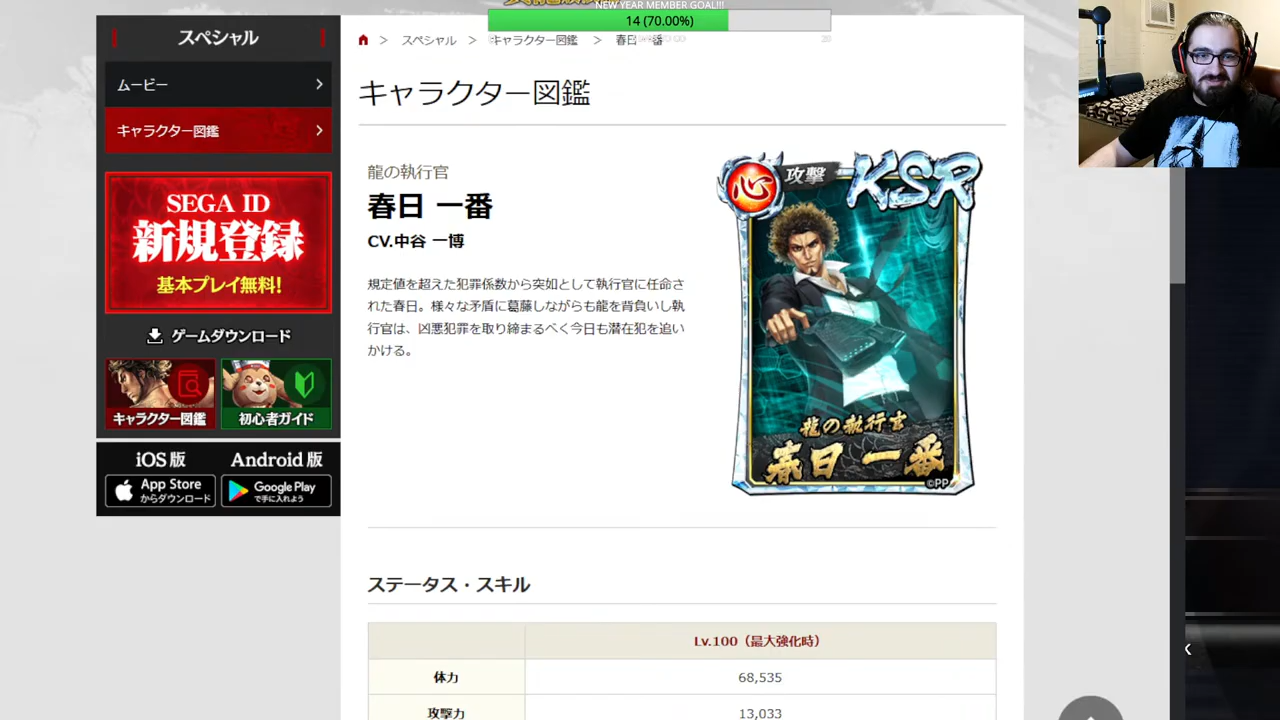 NEW YEAR MEMBER GOAL!!!
14 (70.00%)
スペシャル
スペシャル > キャラクター図鑑 > 春日一番
20
ムービー
キャラクター図鑑
キャラクター図鑑
SEGA ID
新規登録
基本プレイ無料!
ゲームダウンロード
キャラクター図鑑
初心者ガイド
iOS版
Android版
App Store
からダウンロード
Google Play
で手に入れよう
龍の執行官
春日 一番
CV.中谷 一博
規定値を超えた犯罪係数から突如として執行官に任命さ
れた春日。様々な矛盾に葛藤しながらも龍を背負いし執
行官は、凶悪犯罪を取り締まるべく今日も潜在犯を追い
かける。
心
攻撃
KSR
龍の執行官
春日 一番
©PP
ステータス・スキル
Lv.100（最大強化時）
体力
68,535
攻撃力
13,033